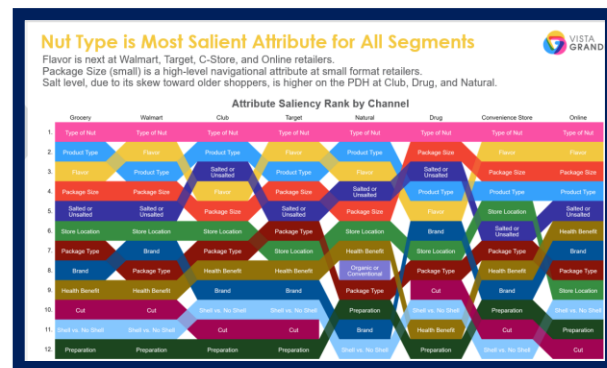 Nut Type is Most Salient Attribute for All Segments
VISTA
GRAND
Flavor is next at Walmart, Target, C-Store, and Online retailers.
Package Size (small) is a high-level navigational attribute at small format retailers.
Salt level, due to its skew toward older shoppers, is higher on the PDH at Club, Drug, and Natural.
Attribute Saliency Rank by Channel
Grocery Walmart Club Target Natural Drug Convenience Store Online
1. Type of Nut Type of Nut Type of Nut Type of Nut Type of Nut Type of Nut Type of Nut Type of Nut
2. Product Type Flavor Product Type Flavor Product Type Package Size Flavor Flavor
3. Flavor Product Type Salted or Unsalted Product Type Flavor Salted or Unsalted Package Size Package Size
4. Package Size Package Size Flavor Package Size Salted or Unsalted Product Type Product Type Product Type
5. Salted or Unsalted Salted or Unsalted Package Size Salted or Unsalted Package Size Flavor Store Location Salted or Unsalted
6. Store Location Store Location Store Location Package Type Store Location Brand Salted or Unsalted Health Benefit
7. Package Type Brand Package Type Store Location Health Benefit Store Location Package Type Brand
8. Brand Package Type Health Benefit Health Benefit Organic or Conventional Package Type Health Benefit Package Type
9. Health Benefit Health Benefit Brand Brand Package Type Cut Brand Store Location
10. Cut Cut Shell vs. No Shell Shell vs. No Shell Preparation Shell vs. No Shell Preparation Shell vs. No Shell
11. Shell vs. No Shell Shell vs. No Shell Cut Cut Brand Health Benefit Cut Preparation
12. Preparation Preparation Preparation Preparation Shell vs. No Shell Preparation Shell vs. No Shell Cut